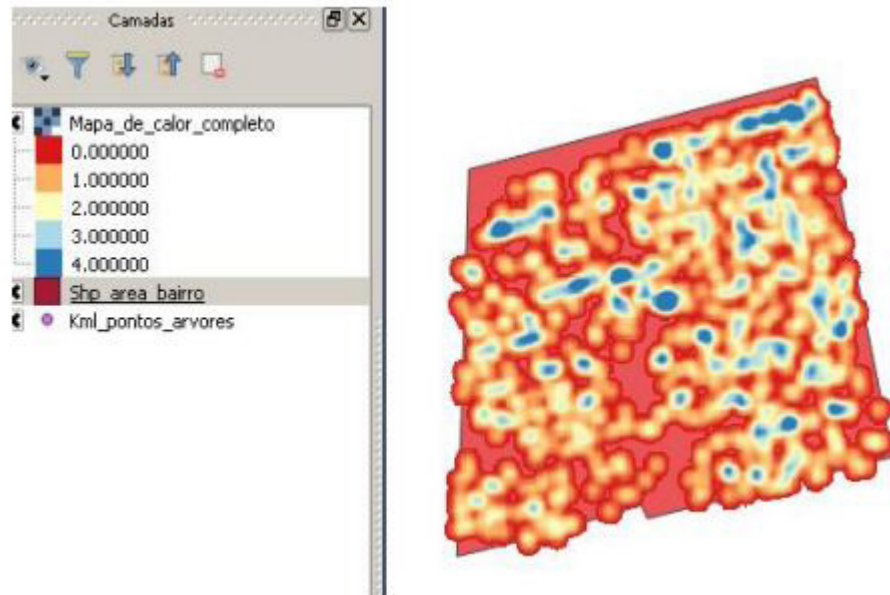 Camadas
Mapa_de_calor_completo
0.000000
1.000000
2.000000
3.000000
4.000000
Shp_area_bairro
Kml_pontos_arvores